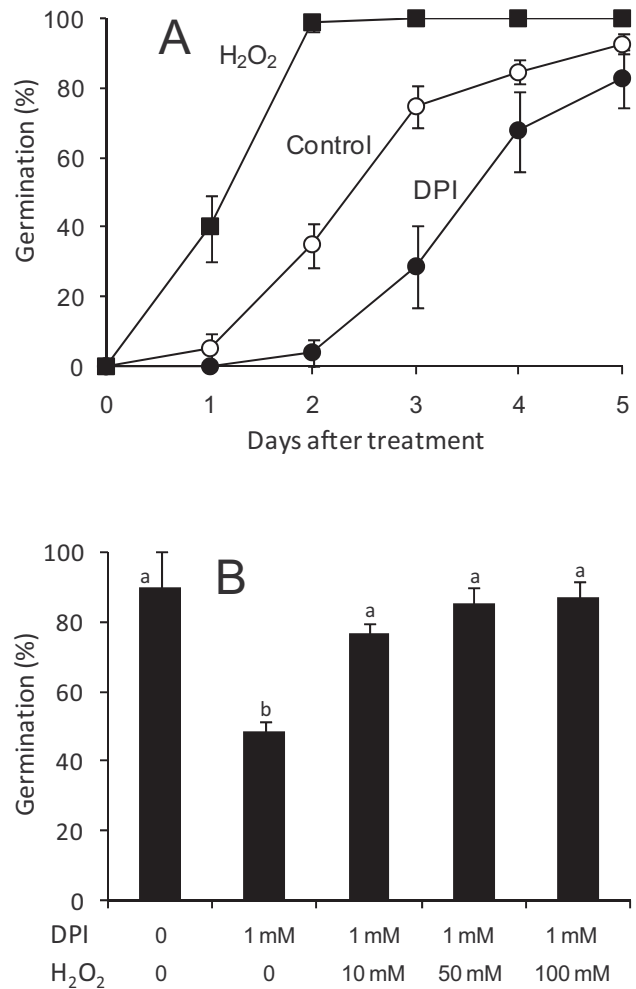 100
80
60
40
20
0
Germination (%)
A
H₂O₂
Control
DPI
0 1 2 3 4 5
Days after treatment
100
80
60
40
20
0
Germination (%)
B
a b a a a
DPI 0 1 mM 1 mM 1 mM 1 mM
H₂O₂ 0 0 10 mM 50 mM 100 mM